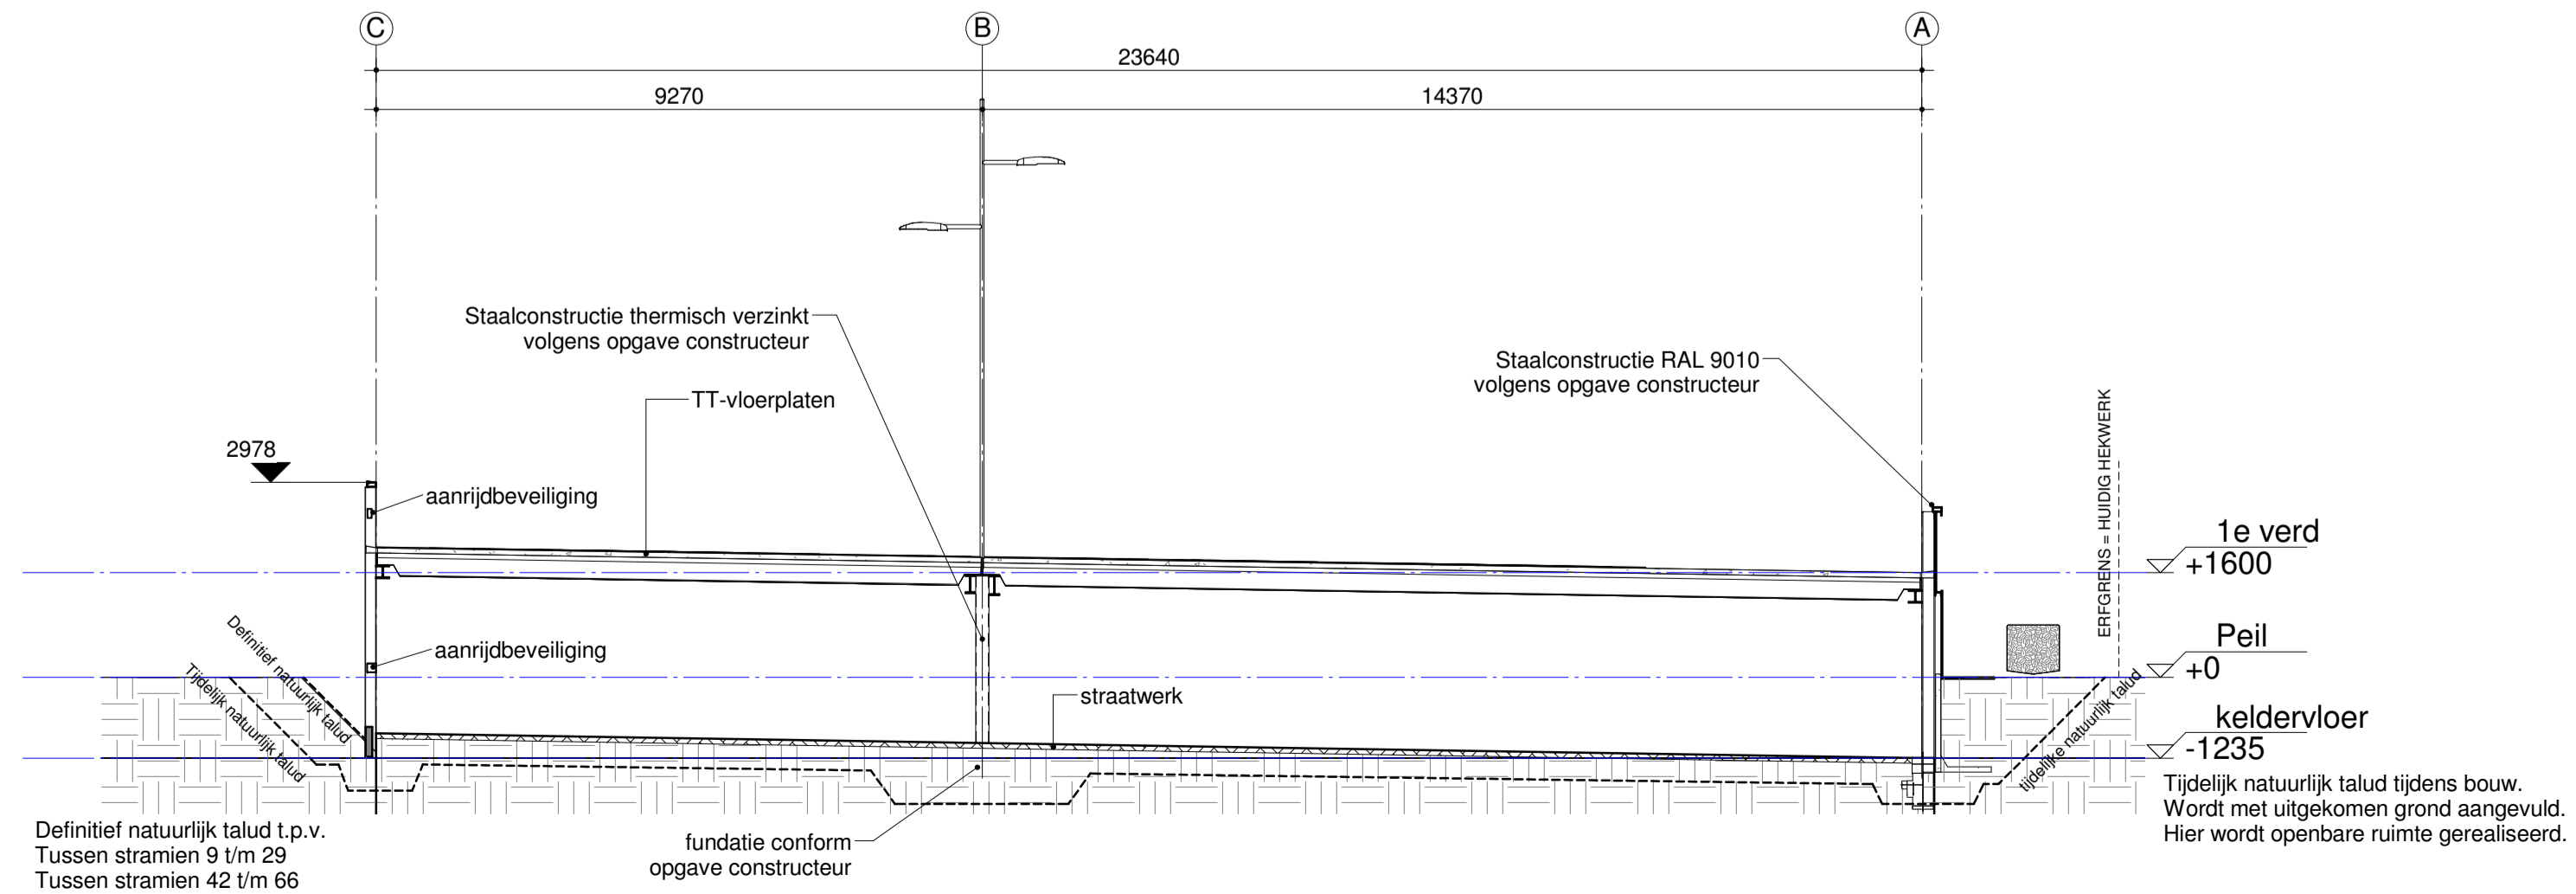 C
B
A
23640
9270
14370
Staalconstructie thermisch verzinkt
volgens opgave constructeur
Staalconstructie RAL 9010
volgens opgave constructeur
TT-vloerplaten
2978
aanrijdbeveiliging
ERFGRENS = HUIDIG HEKWERK
1e verd
+1600
Definitief natuurlijk talud
aanrijdbeveiliging
Peil
+0
Tijdelijk natuurlijk talud
straatwerk
tijdelijke natuurlijk talud
keldervloer
-1235
Tijdelijk natuurlijk talud tijdens bouw.
Wordt met uitgekomen grond aangevuld.
Hier wordt openbare ruimte gerealiseerd.
Definitief natuurlijk talud t.p.v.
Tussen stramien 9 t/m 29
Tussen stramien 42 t/m 66
fundatie conform
opgave constructeur